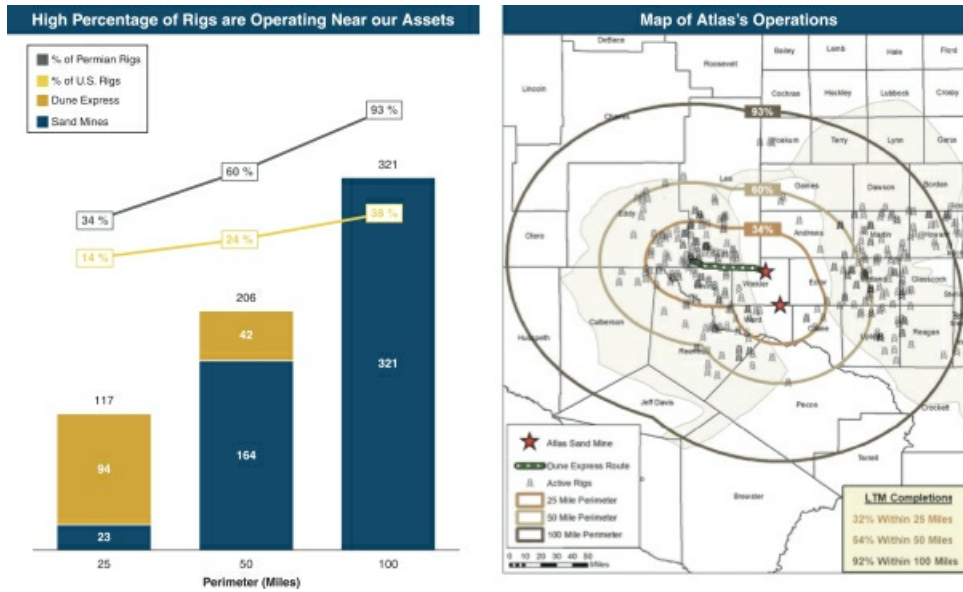 High Percentage of Rigs are Operating Near our Assets
% of Permian Rigs
% of U.S. Rigs
Dune Express
Sand Mines
93 %
60 %
34 %
321
38 %
24 %
14 %
206
42
117
321
164
94
23
25
50
100
Perimeter (Miles)
Map of Atlas's Operations
DeBaca
Roosevelt
Bailey
Lamb
Hale
Floyd
Lincoln
Chaves
Cochran
Hockley
Lubbock
Crosby
93%
Yoakum
Terry
Lynn
Garza
Lea
60%
Gaines
Dawson
Borden
Eddy
34%
Andrews
Martin
Howard
Otero
Winkler
Ector
Glasscock
Culberson
Ward
Crane
Upton
Reagan
Hudspeth
Reeves
Jeff Davis
Pecos
Crockett
Terrell
Brewster
Atlas Sand Mine
Dune Express Route
Active Rigs
25 Mile Perimeter
50 Mile Perimeter
100 Mile Perimeter
0
10
20
30
40
50
Miles
LTM Completions
32% Within 25 Miles
54% Within 50 Miles
92% Within 100 Miles